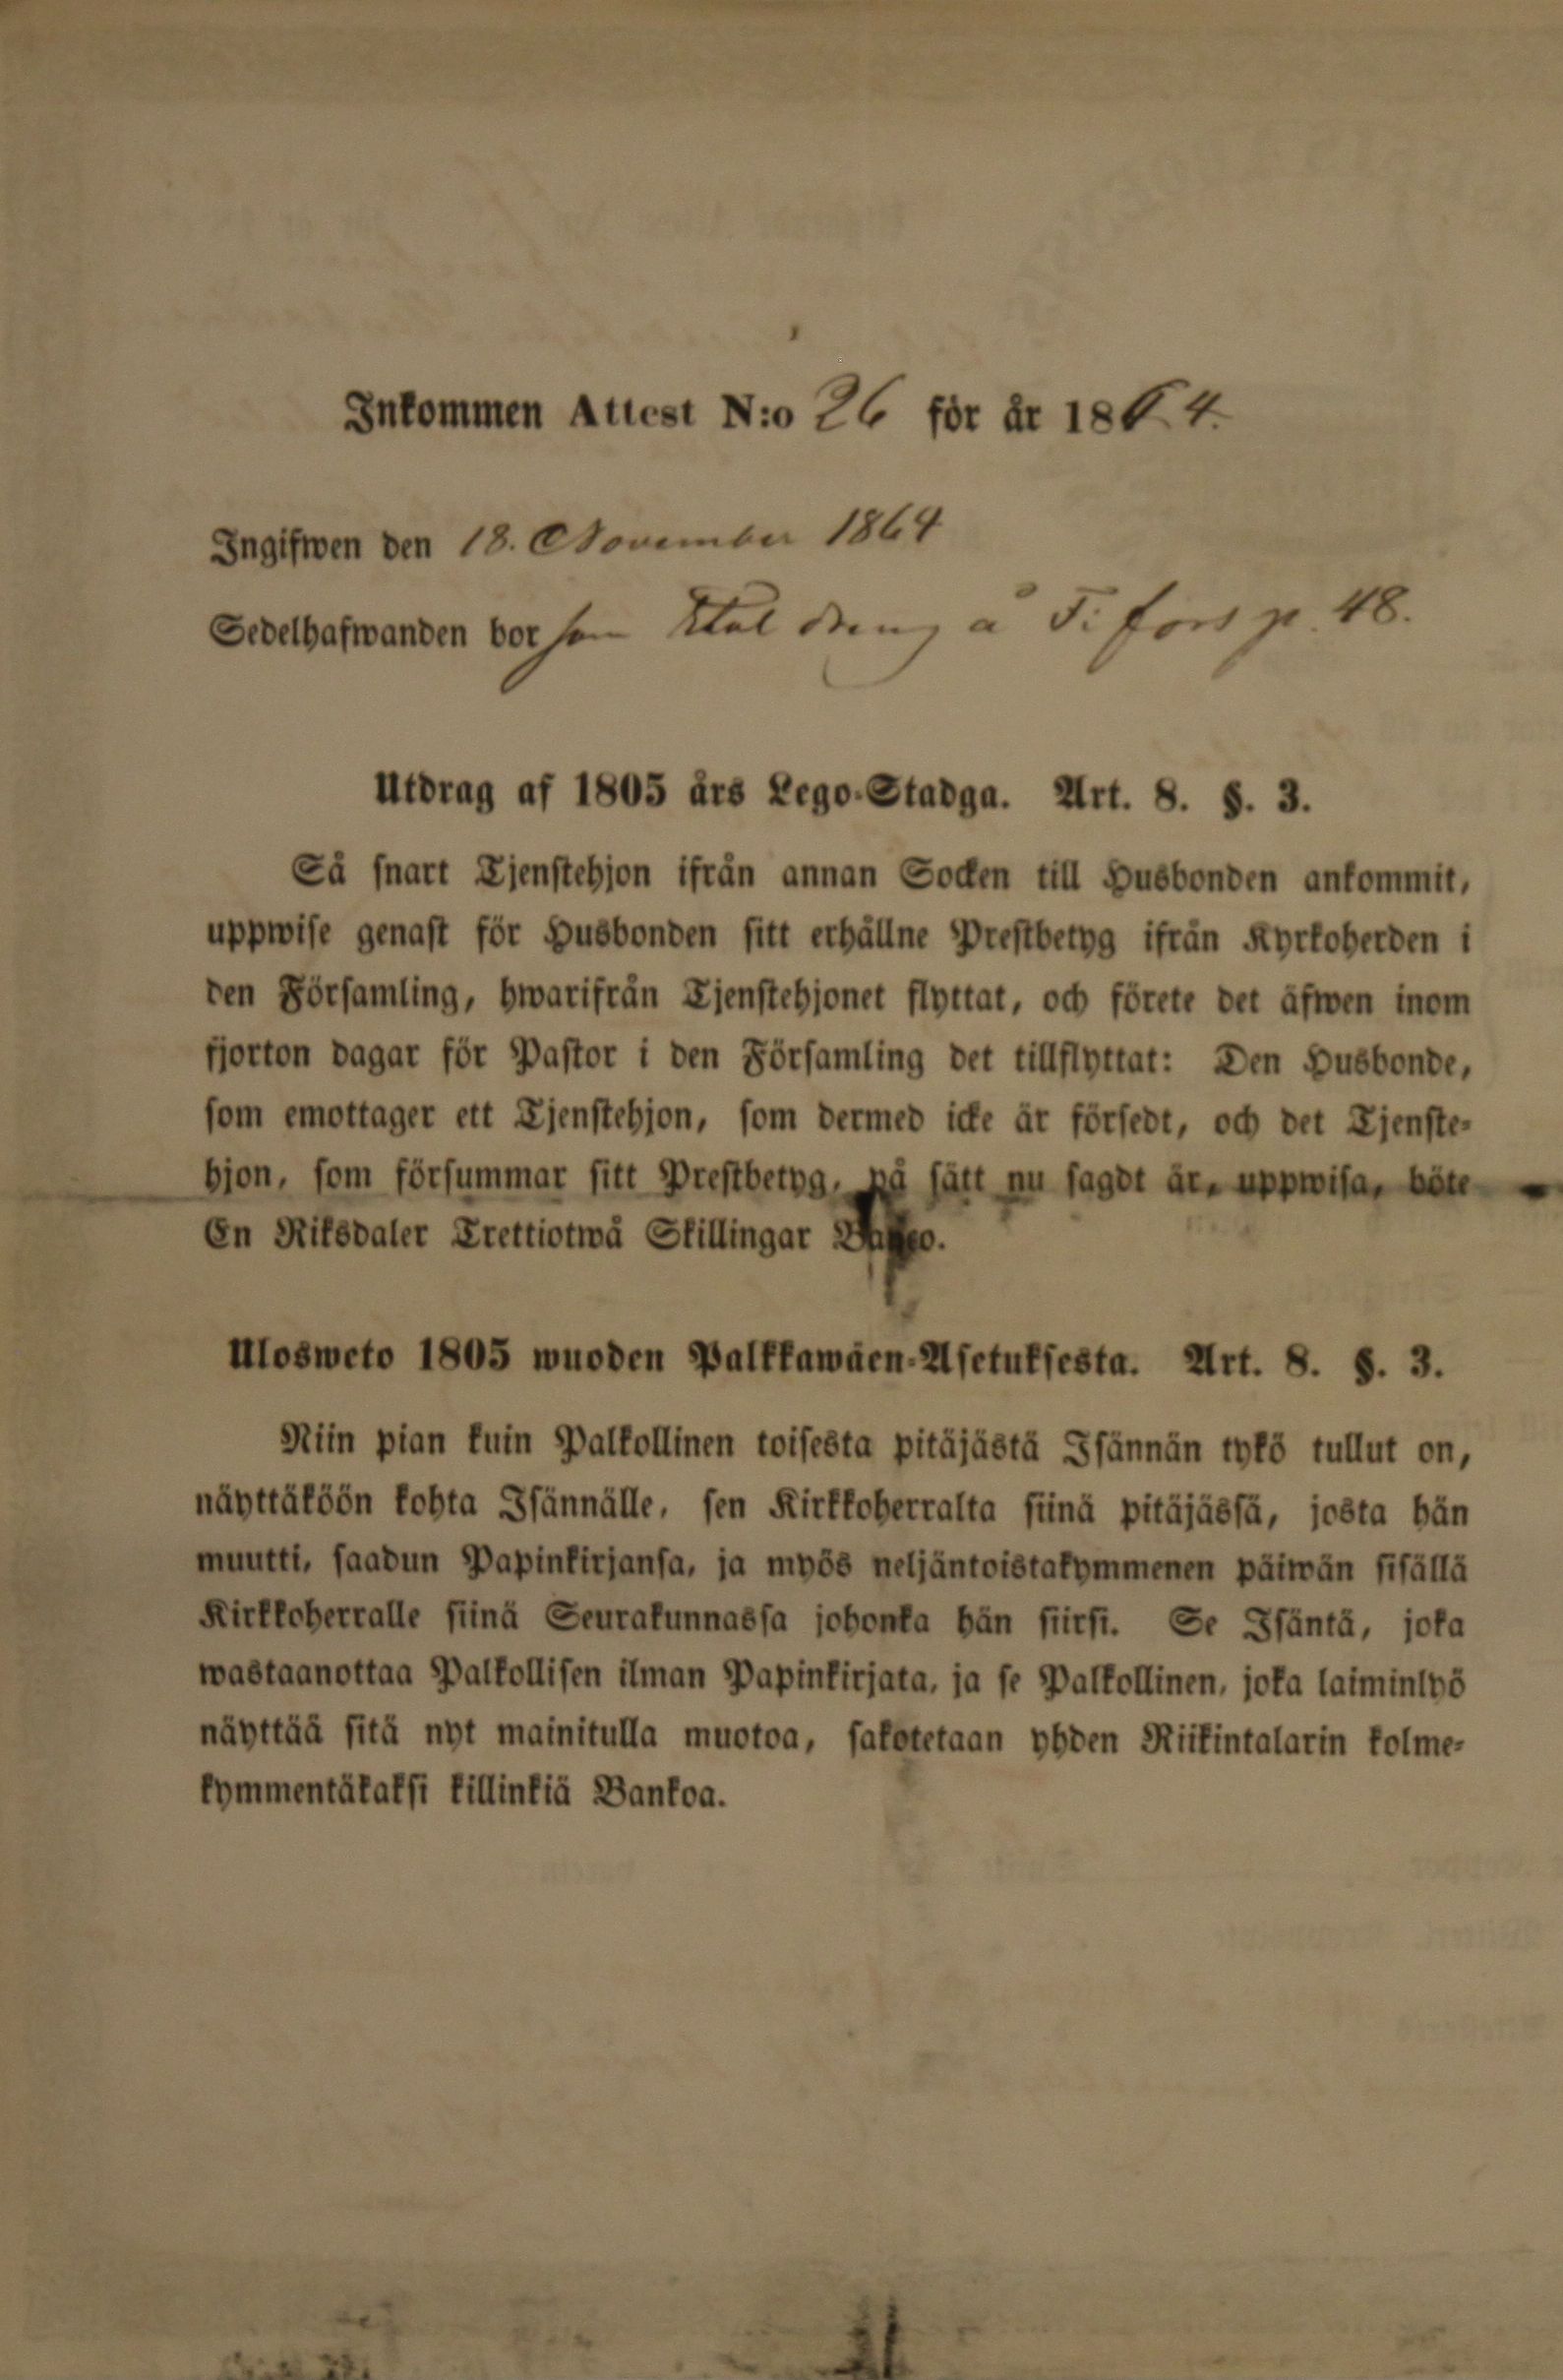 Inkommen Attest N:o 26 för år 1864.
Ingifwen den 18. November 1864
Sedelhafwanden bor som Stal dreng å T: fors p. 48.
Utdrag af 1805 års Lego-Stadga. Art. 8. §. 3.
Så snart Tjenstehjon ifrån annan Socken till Husbonden ankommit,
uppwise genast för Husbonden sitt erhållne Prestbetyg ifrån Kyrkoherden i
den Församling, hwarifrån Tjenstehjonet flyttat, och förete det äfwen inom
fjorton dagar för Pastor i den Församling det tillflyttat: Den Husbonde,
som emottager ett Tjenstehjon, som dermed icke är försedt, och det Tjenste-
hjon, som försummar sitt Prestbetyg, på sätt nu sagdt är, uppwisa, böte
En Riksdaler Trettiotwå Skillingar Banco.
Ulosweto 1805 wuoden Palkkawäen-Asetuksesta. Art. 8. §. 3.
Niin pian kuin Palkollinen toisesta pitäjästä Isännän tykö tullut on,
näyttäköön kohta Isännälle, sen Kirkkoherralta siinä pitäjässä, josta hän
muutti, saadun Papinkirjansa, ja myös neljäntoistakymmenen päiwän sisällä
Kirkkoherralle siinä Seurakunnassa johonka hän siirsi. Se Isäntä, joka
wastaanottaa Palkollisen ilman Papinkirjata, ja se Palkollinen, joka laiminlyö
näyttää sitä nyt mainitulla muotoa, sakotetaan yhden Riikintalarin kolme-
kymmentäkaksi killinkiä Bankoa.